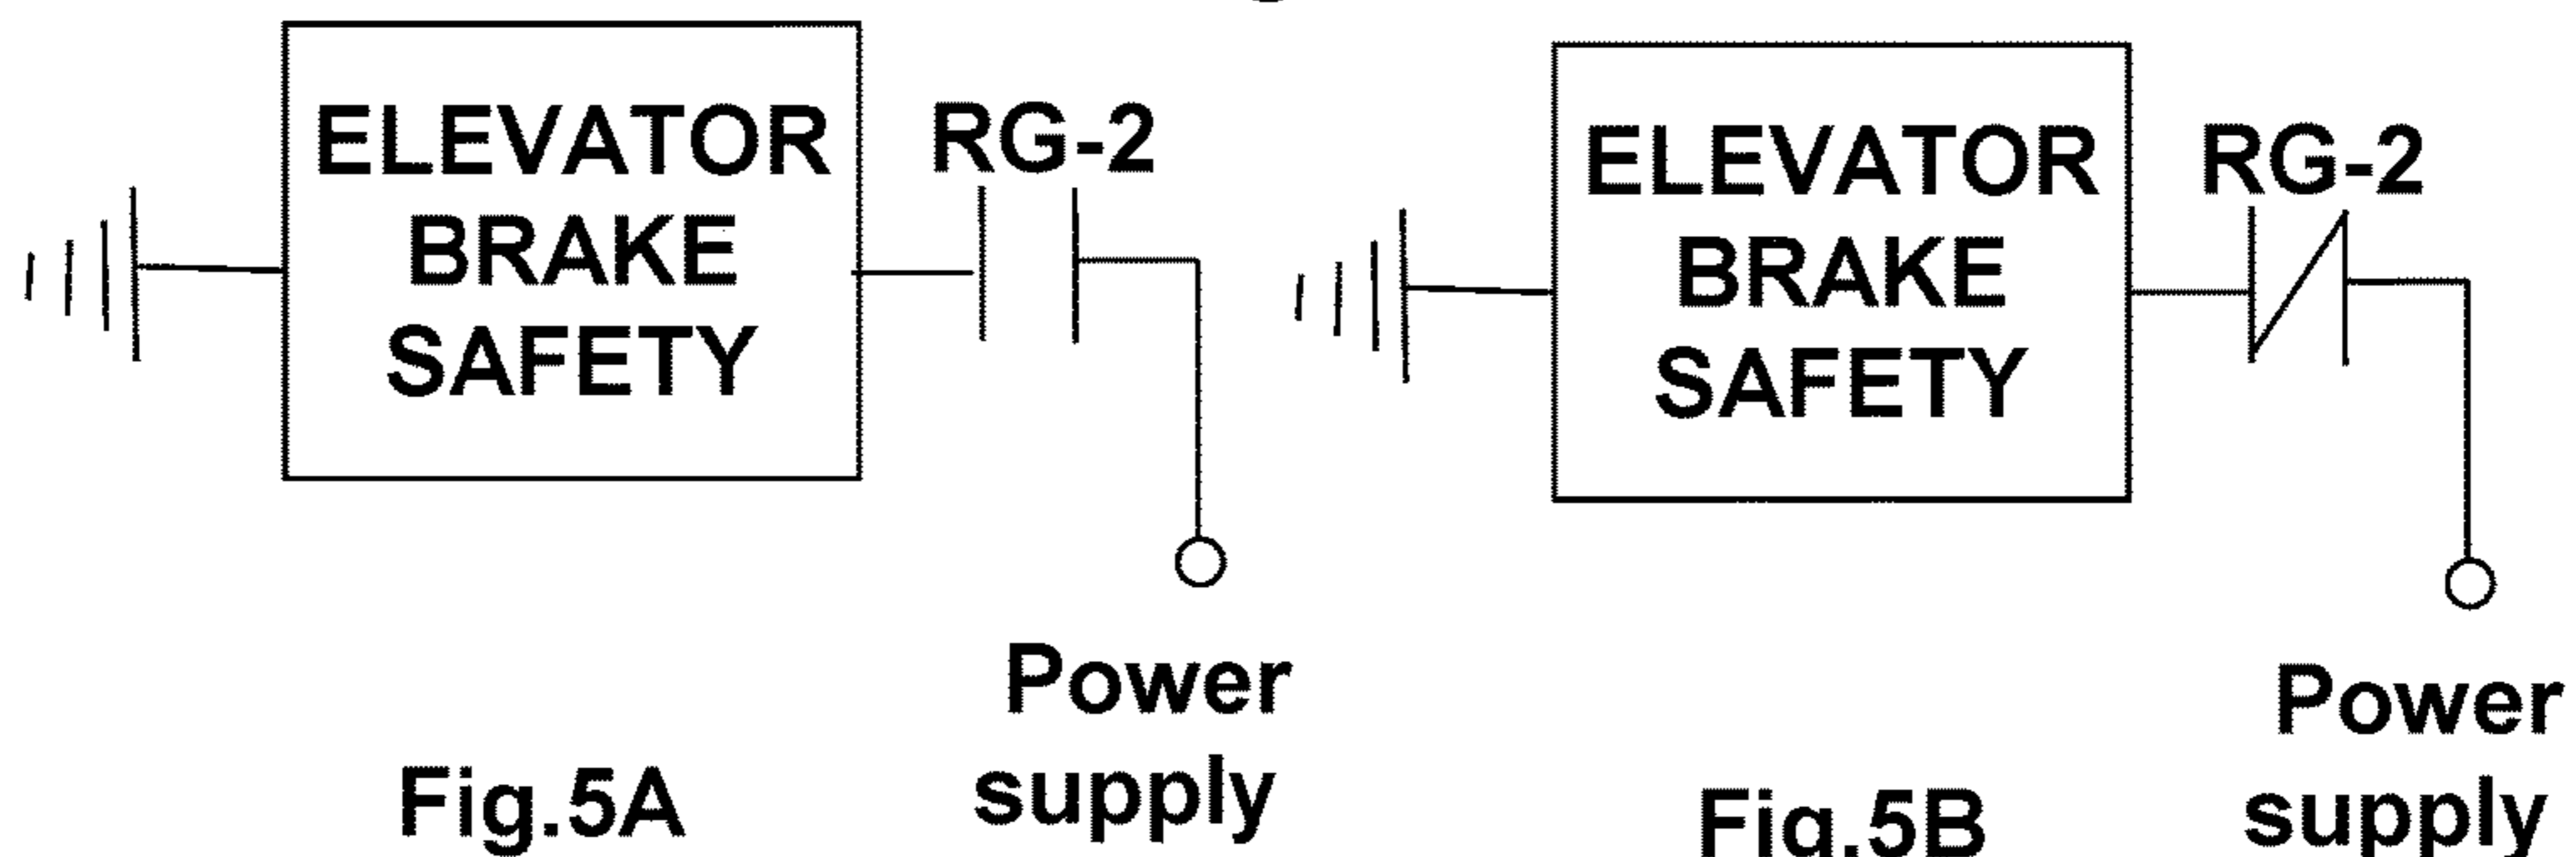 ELEVATOR
BRAKE
SAFETY
RG-2
Power
supply
Fig.5A
ELEVATOR
BRAKE
SAFETY
RG-2
Power
supply
Fig.5B